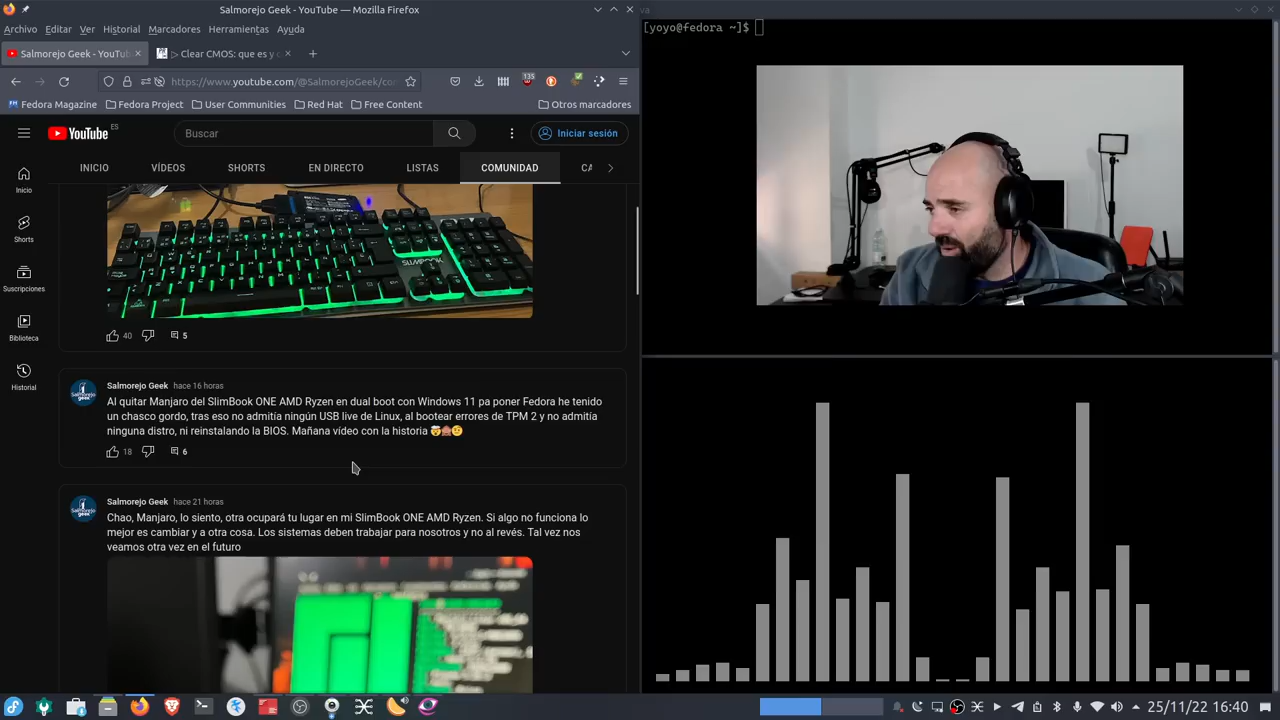 Salmorejo Geek - YouTube — Mozilla Firefox
Archivo Editar Ver Historial Marcadores Herramientas Ayuda
Salmorejo Geek - YouTub
▷ Clear CMOS: que es y c
https://www.youtube.com/@SalmorejoGeek/co
135
Fedora Magazine
Fedora Project
User Communities
Red Hat
Free Content
Otros marcadores
YouTube ES
Buscar
Iniciar sesión
INICIO VÍDEOS SHORTS EN DIRECTO LISTAS COMUNIDAD CA
Inicio
Shorts
Suscripciones
Biblioteca
Historial
SLIMBOOK
40 5
Salmorejo Geek hace 16 horas
Al quitar Manjaro del SlimBook ONE AMD Ryzen en dual boot con Windows 11 pa poner Fedora he tenido
un chasco gordo, tras eso no admitía ningún USB live de Linux, al bootear errores de TPM 2 y no admitía
ninguna distro, ni reinstalando la BIOS. Mañana vídeo con la historia 🤯🙈🤨
18 6
Salmorejo Geek hace 21 horas
Chao, Manjaro, lo siento, otra ocupará tu lugar en mi SlimBook ONE AMD Ryzen. Si algo no funciona lo
mejor es cambiar y a otra cosa. Los sistemas deben trabajar para nosotros y no al revés. Tal vez nos
veamos otra vez en el futuro
va
[yoyo@fedora ~]$
25/11/22 16:40